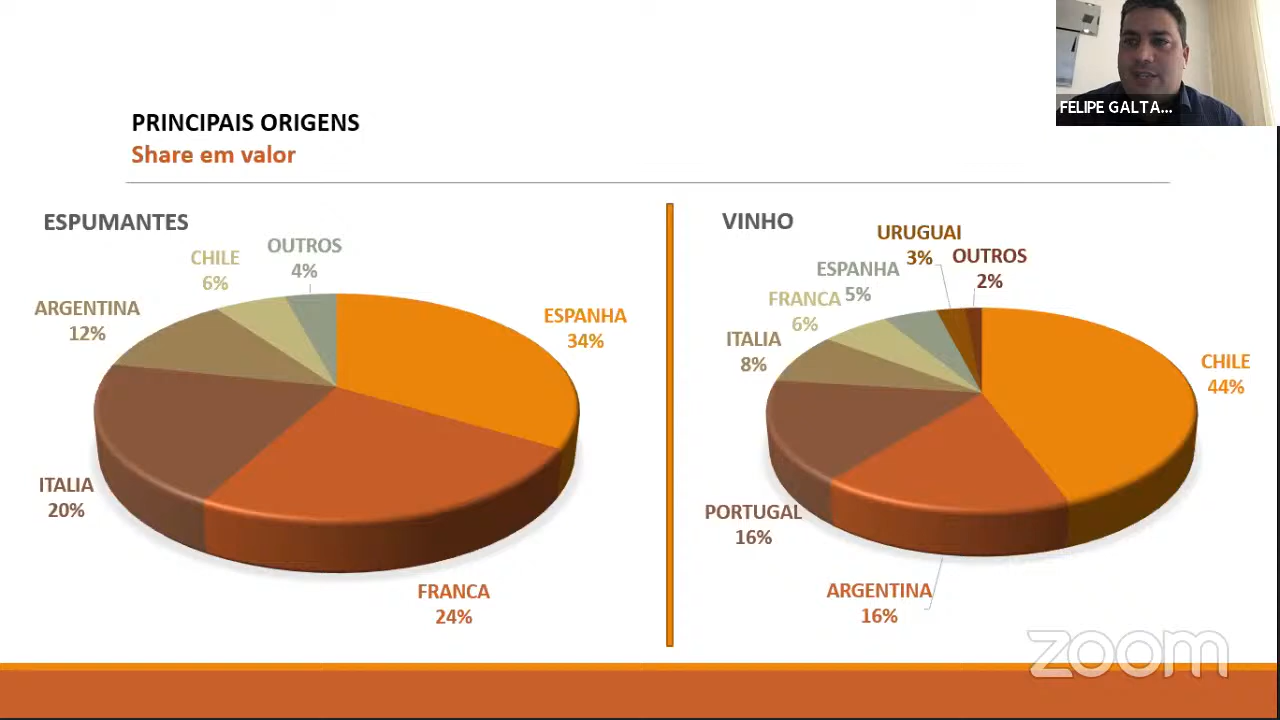 FELIPE GALTA...
PRINCIPAIS ORIGENS
Share em valor
ESPUMANTES
OUTROS
4%
CHILE
6%
ARGENTINA
12%
ESPANHA
34%
ITALIA
20%
FRANCA
24%
VINHO
URUGUAI
3%
OUTROS
2%
ESPANHA
5%
FRANCA
6%
ITALIA
8%
CHILE
44%
PORTUGAL
16%
ARGENTINA
16%
zoom